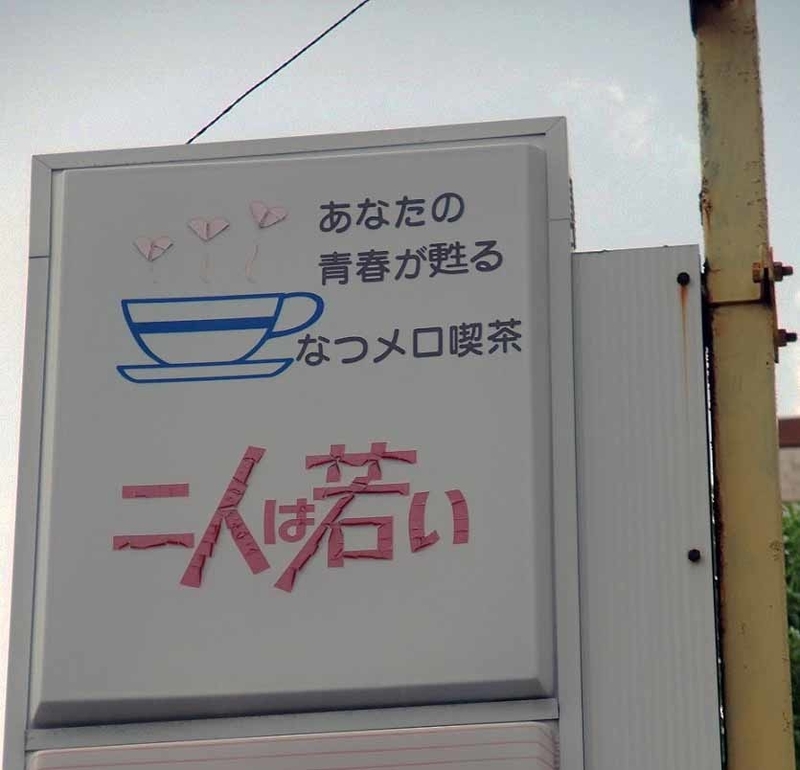 あなたの
青春が甦る
なつメロ喫茶
二人は若い